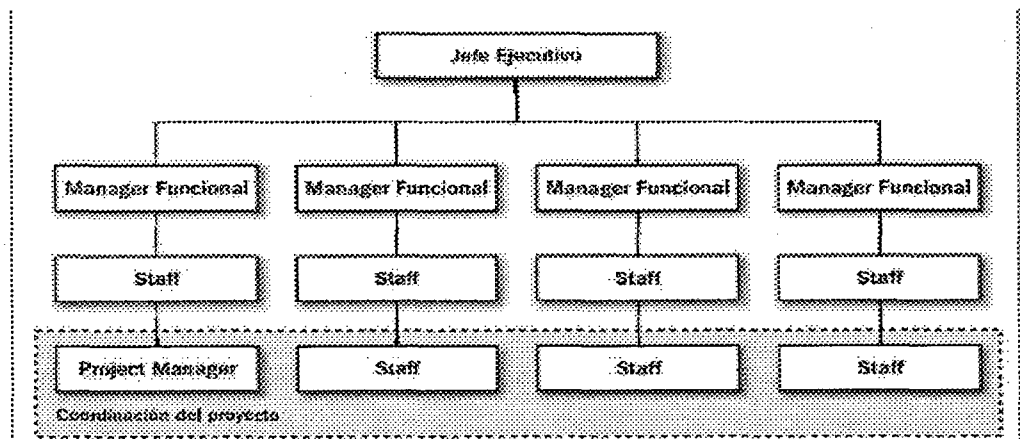 Jefe Ejecutivo
Manager Funcional
Manager Funcional
Manager Funcional
Manager Funcional
Staff
Staff
Staff
Staff
Project Manager
Staff
Staff
Staff
Coordinación del proyecto